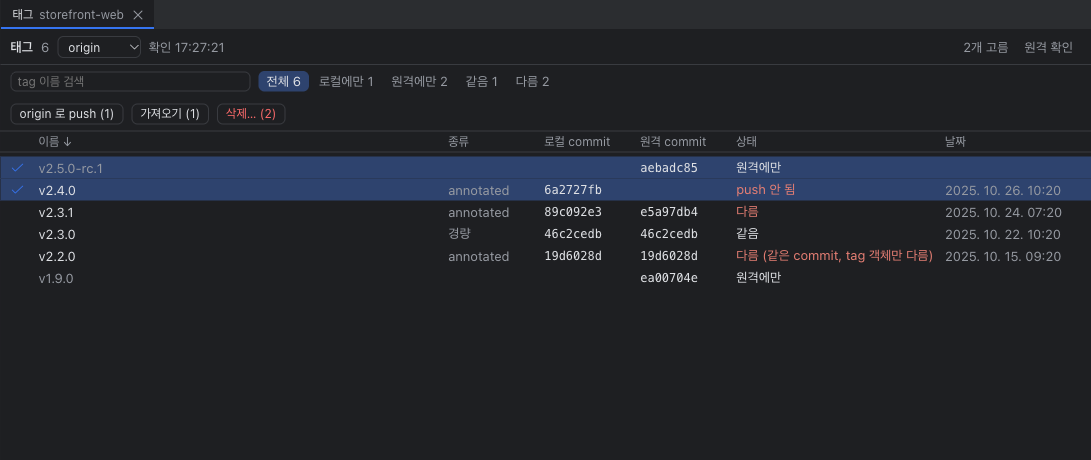 태그 storefront-web
태그 6 origin 확인 17:27:21 2개 고름 원격 확인
tag 이름 검색 전체 6 로컬에만 1 원격에만 2 같음 1 다름 2
origin 로 push (1) 가져오기 (1) 삭제... (2)
이름 ↓ 종류 로컬 commit 원격 commit 상태 날짜
v2.5.0-rc.1 aebadc85 원격에만
v2.4.0 annotated 6a2727fb push 안 됨 2025. 10. 26. 10:20
v2.3.1 annotated 89c092e3 e5a97db4 다름 2025. 10. 24. 07:20
v2.3.0 경량 46c2cedb 46c2cedb 같음 2025. 10. 22. 10:20
v2.2.0 annotated 19d6028d 19d6028d 다름 (같은 commit, tag 객체만 다름) 2025. 10. 15. 09:20
v1.9.0 ea00704e 원격에만